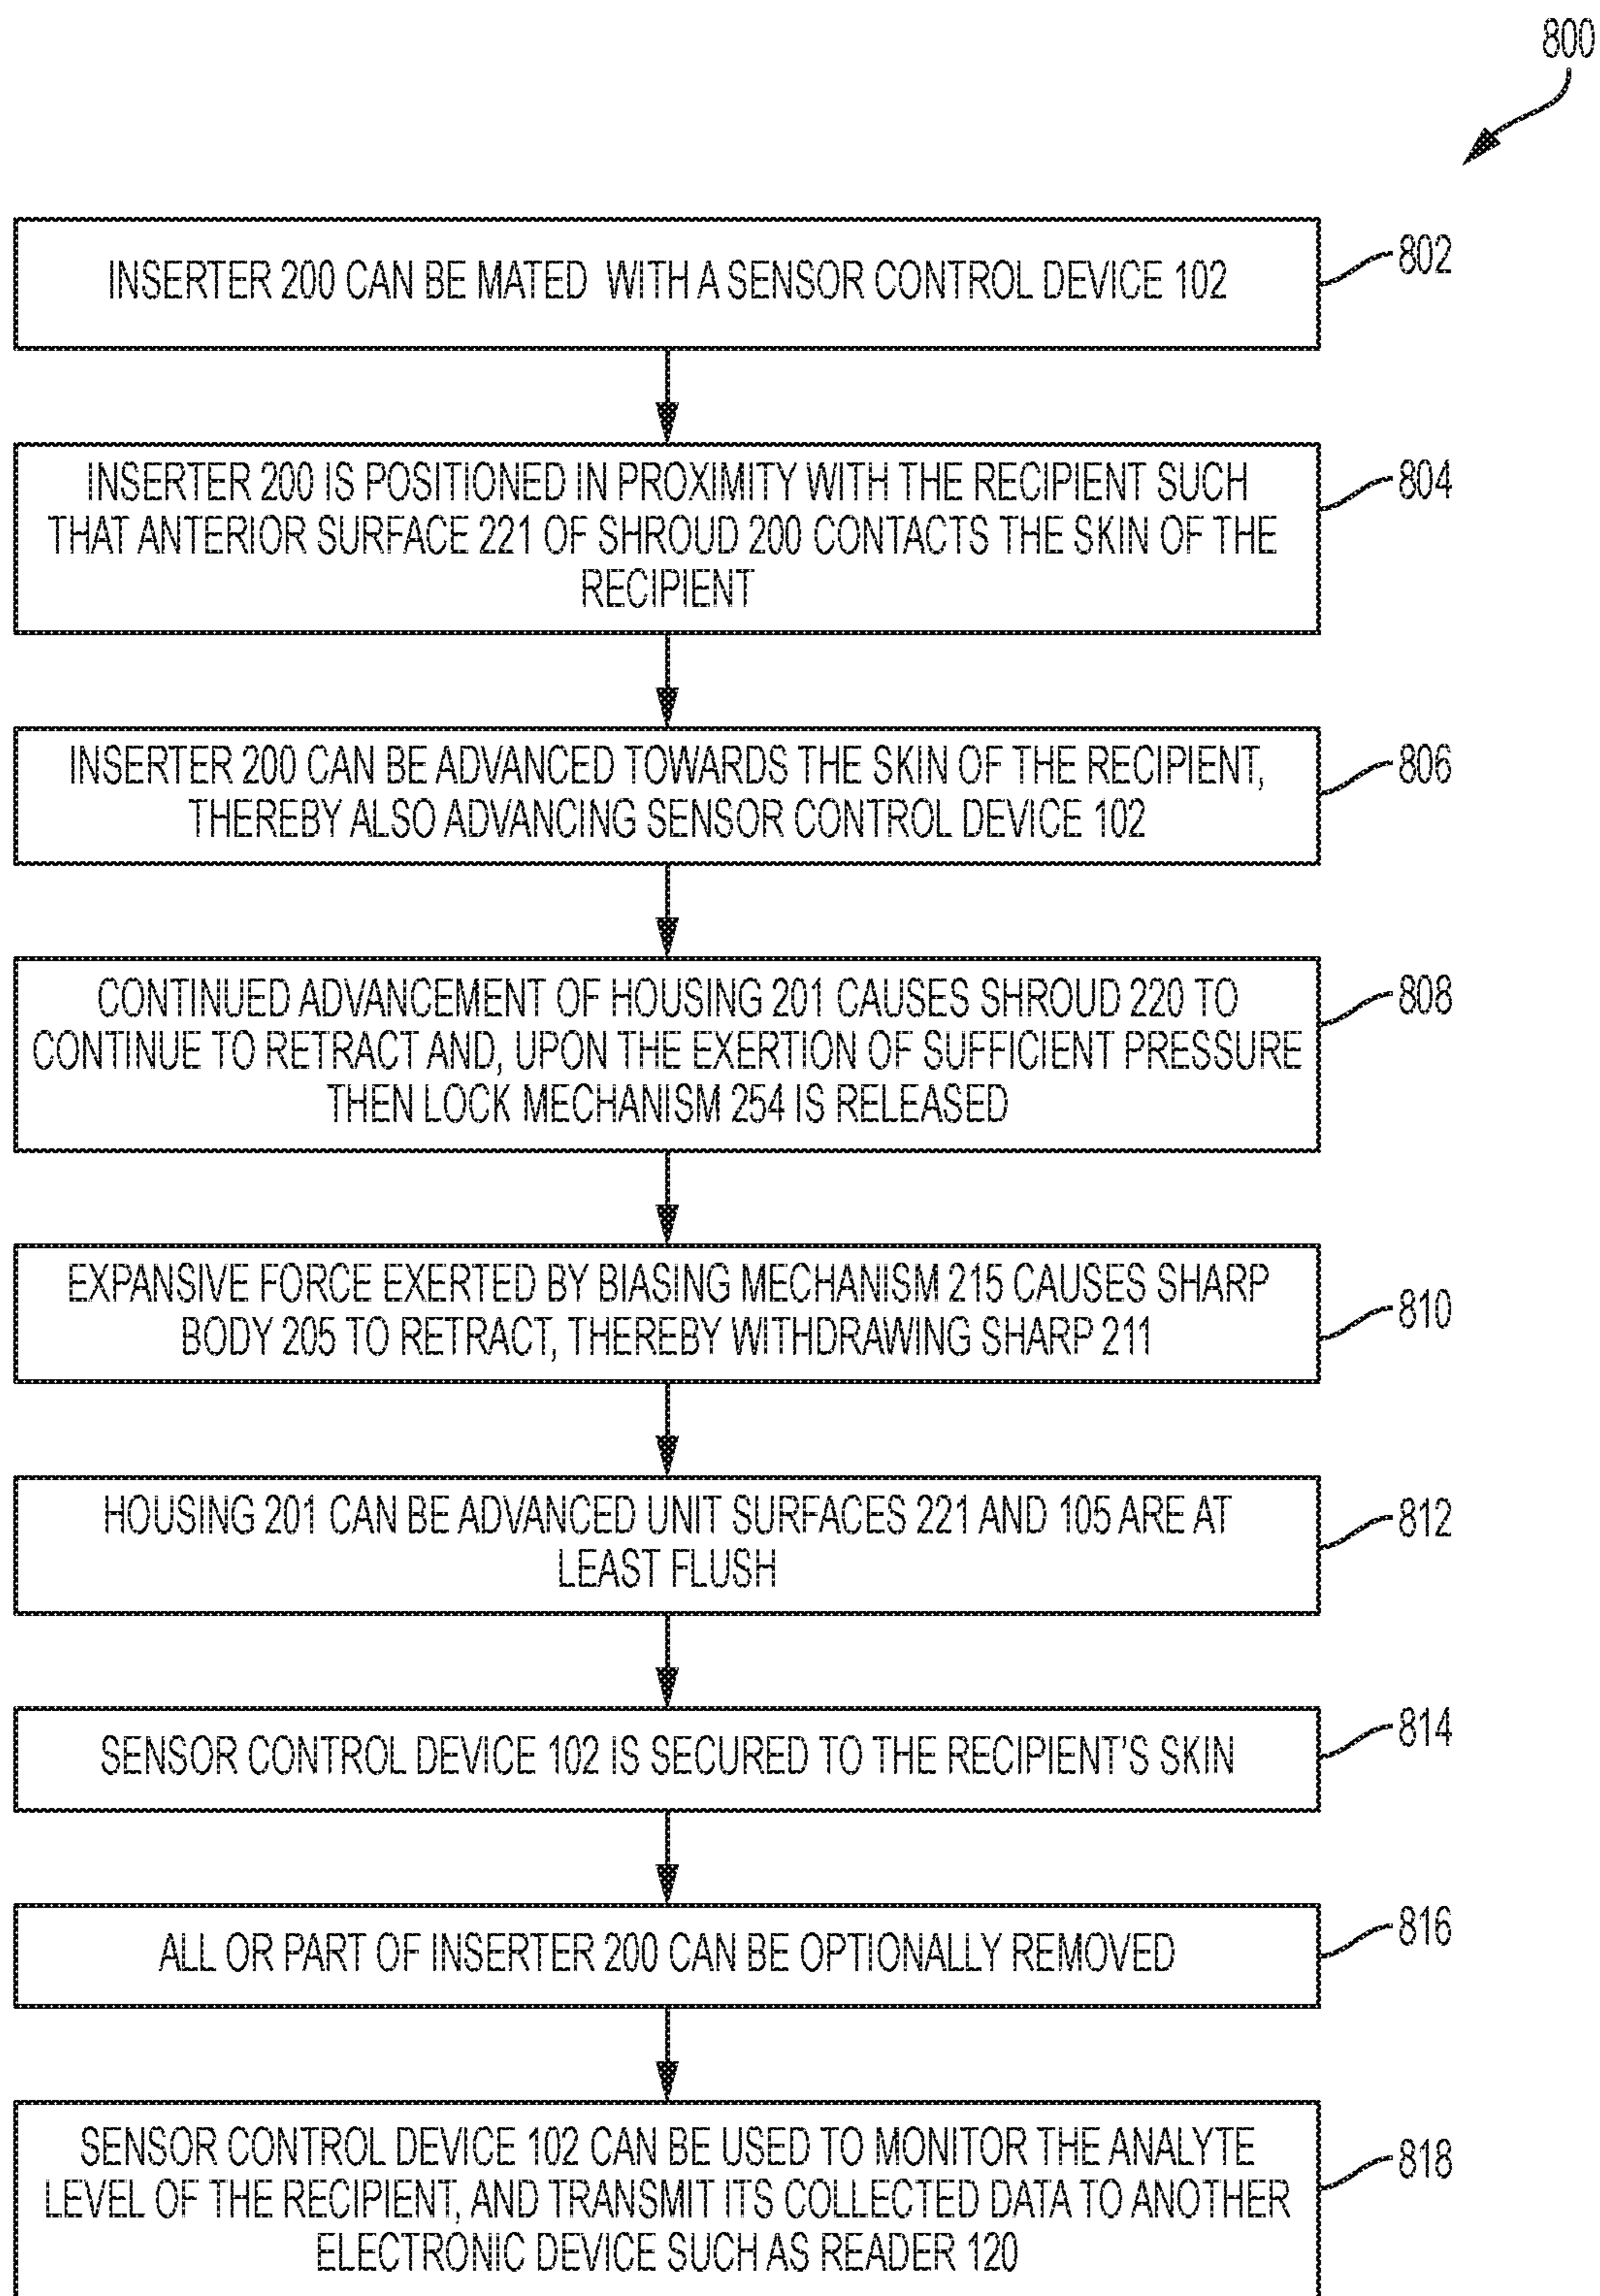 800
INSERTER 200 CAN BE MATED WITH A SENSOR CONTROL DEVICE 102
802
INSERTER 200 IS POSITIONED IN PROXIMITY WITH THE RECIPIENT SUCH
THAT ANTERIOR SURFACE 221 OF SHROUD 200 CONTACTS THE SKIN OF THE
RECIPIENT
804
INSERTER 200 CAN BE ADVANCED TOWARDS THE SKIN OF THE RECIPIENT,
THEREBY ALSO ADVANCING SENSOR CONTROL DEVICE 102
806
CONTINUED ADVANCEMENT OF HOUSING 201 CAUSES SHROUD 220 TO
CONTINUE TO RETRACT AND, UPON THE EXERTION OF SUFFICIENT PRESSURE
THEN LOCK MECHANISM 254 IS RELEASED
808
EXPANSIVE FORCE EXERTED BY BIASING MECHANISM 215 CAUSES SHARP
BODY 205 TO RETRACT, THEREBY WITHDRAWING SHARP 211
810
HOUSING 201 CAN BE ADVANCED UNIT SURFACES 221 AND 105 ARE AT
LEAST FLUSH
812
SENSOR CONTROL DEVICE 102 IS SECURED TO THE RECIPIENT'S SKIN
814
ALL OR PART OF INSERTER 200 CAN BE OPTIONALLY REMOVED
816
SENSOR CONTROL DEVICE 102 CAN BE USED TO MONITOR THE ANALYTE
LEVEL OF THE RECIPIENT, AND TRANSMIT ITS COLLECTED DATA TO ANOTHER
ELECTRONIC DEVICE SUCH AS READER 120
818